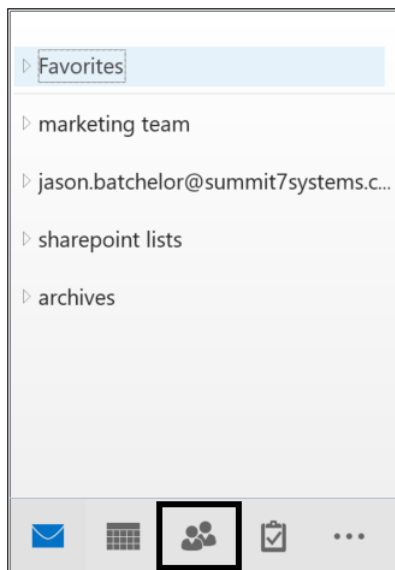 Favorites
marketing team
jason.batchelor@summit7systems.c...
sharepoint lists
archives